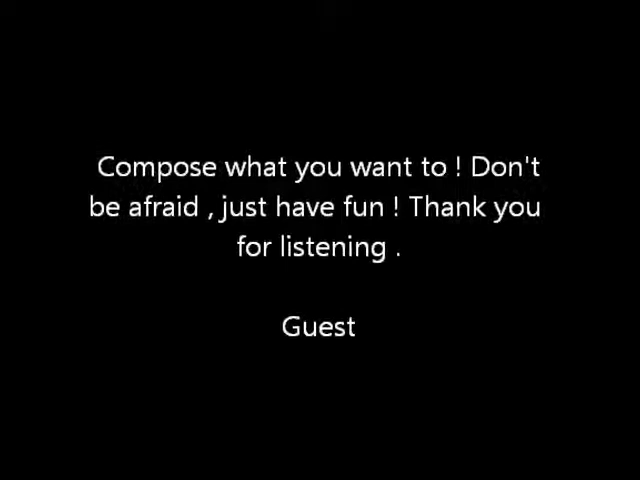 Compose what you want to ! Don't
be afraid , just have fun ! Thank you
for listening .
Guest